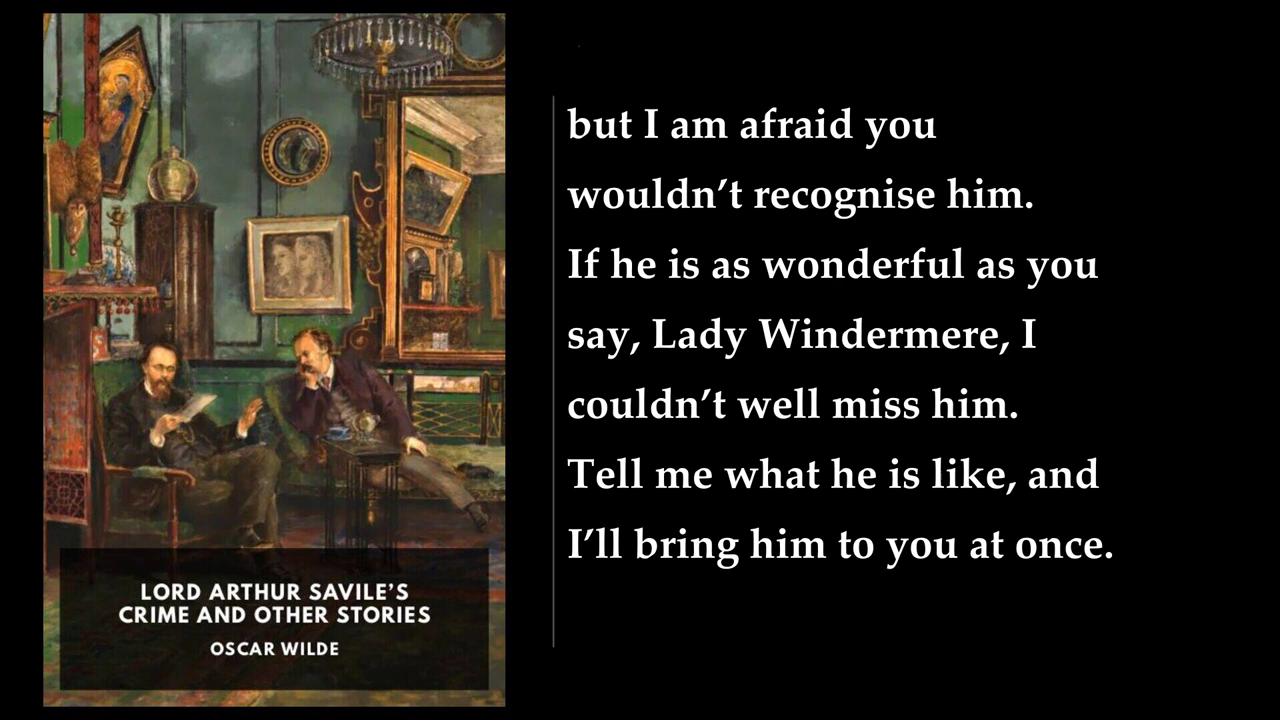 but I am afraid you
wouldn’t recognise him.
If he is as wonderful as you
say, Lady Windermere, I
couldn’t well miss him.
Tell me what he is like, and
I’ll bring him to you at once.
LORD ARTHUR SAVILE’S
CRIME AND OTHER STORIES
OSCAR WILDE